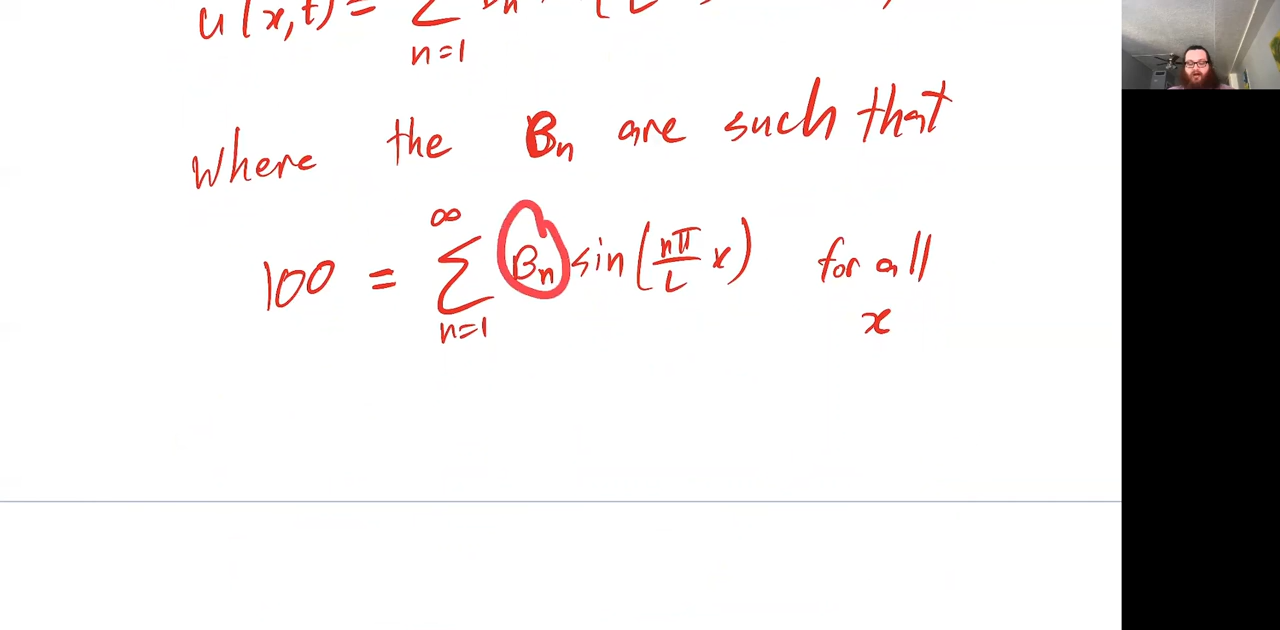 u(x,t) = ∑ n=1
where the Bn are such that
100 = ∑ n=1 ∞ Bn sin(nπ/L x) for all
x